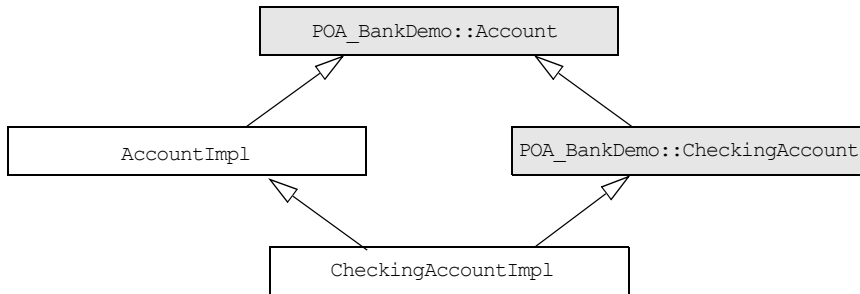 POA_BankDemo::Account
AccountImpl
POA_BankDemo::CheckingAccount
CheckingAccountImpl